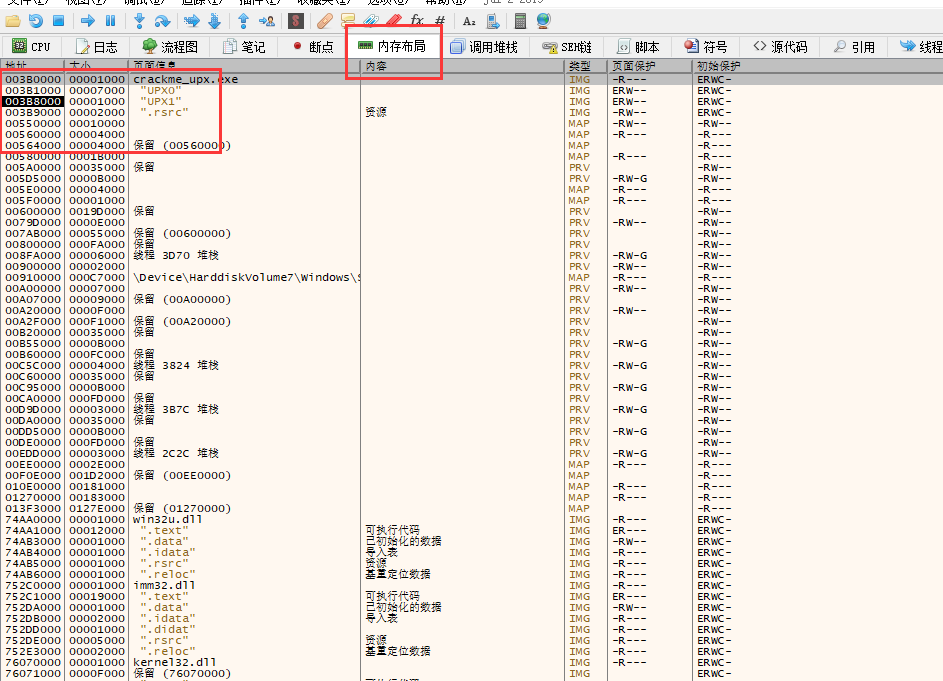 CPU 日志 流程图 笔记 断点 内存布局 调用堆栈 SEH链 脚本 符号 源代码 引用 线程
地址 大小 页面信息 内容 类型 页面保护 初始保护
003B0000 00001000 crackme_upx.exe IMG -R--- ERWC-
003B1000 00007000 "UPX0" IMG ERW-- ERWC-
003B8000 00001000 "UPX1" IMG ERW-- ERWC-
003B9000 00002000 ".rsrc" 资源 IMG -RW-- ERWC-
00550000 00010000 MAP -RW-- -RW--
00560000 00004000 MAP -R--- -R---
00564000 00004000 保留 (00560000) MAP -R---
00580000 0001B000 MAP -R--- -R---
005A0000 00035000 保留 PRV -RW--
005D5000 0000B000 PRV -RW-G -RW--
005E0000 00004000 MAP -R--- -R---
005F0000 00001000 MAP -R--- -R---
00600000 0019D000 保留 PRV -RW--
0079D000 0000E000 PRV -RW-- -RW--
007AB000 00055000 保留 (00600000) PRV -RW--
00800000 000FA000 保留 PRV -RW--
008FA000 00006000 线程 3D70 堆栈 PRV -RW-G -RW--
00900000 00002000 PRV -RW-- -RW--
00910000 000C7000 \Device\HarddiskVolume7\Windows\S MAP -R--- -R---
00A00000 00007000 PRV -RW-- -RW--
00A07000 00009000 保留 (00A00000) PRV -RW--
00A20000 0000F000 PRV -RW-- -RW--
00A2F000 000F1000 保留 (00A20000) PRV -RW--
00B20000 00035000 保留 PRV -RW--
00B55000 0000B000 PRV -RW-G -RW--
00B60000 000FC000 保留 PRV -RW--
00C5C000 00004000 线程 3824 堆栈 PRV -RW-G -RW--
00C60000 00035000 保留 PRV -RW--
00C95000 0000B000 PRV -RW-G -RW--
00CA0000 000FD000 保留 PRV -RW--
00D9D000 00003000 线程 3B7C 堆栈 PRV -RW-G -RW--
00DA0000 00035000 保留 PRV -RW--
00DD5000 0000B000 PRV -RW-G -RW--
00DE0000 000FD000 保留 PRV -RW--
00EDD000 00003000 线程 2C2C 堆栈 PRV -RW-G -RW--
00EE0000 0002E000 MAP -R--- -R---
00F0E000 001D2000 保留 (00EE0000) MAP -R---
010E0000 00181000 MAP -R--- -R---
01270000 00183000 MAP -R--- -R---
013F3000 0127E000 保留 (01270000) MAP -R---
74AA0000 00001000 win32u.dll IMG -R--- ERWC-
74AA1000 00012000 ".text" 可执行代码 IMG ER--- ERWC-
74AB3000 00001000 ".data" 已初始化的数据 IMG -RW-- ERWC-
74AB4000 00001000 ".idata" 导入表 IMG -R--- ERWC-
74AB5000 00001000 ".rsrc" 资源 IMG -R--- ERWC-
74AB6000 00001000 ".reloc" 基重定位数据 IMG -R--- ERWC-
752C0000 00001000 imm32.dll IMG -R--- ERWC-
752C1000 00019000 ".text" 可执行代码 IMG ER--- ERWC-
752DA000 00001000 ".data" 已初始化的数据 IMG -RW-- ERWC-
752DB000 00002000 ".idata" 导入表 IMG -R--- ERWC-
752DD000 00001000 ".didat" IMG -R--- ERWC-
752DE000 00005000 ".rsrc" 资源 IMG -R--- ERWC-
752E3000 00002000 ".reloc" 基重定位数据 IMG -R--- ERWC-
76070000 00001000 kernel32.dll IMG -R--- ERWC-
76071000 0000F000 保留 (76070000) IMG ERWC-